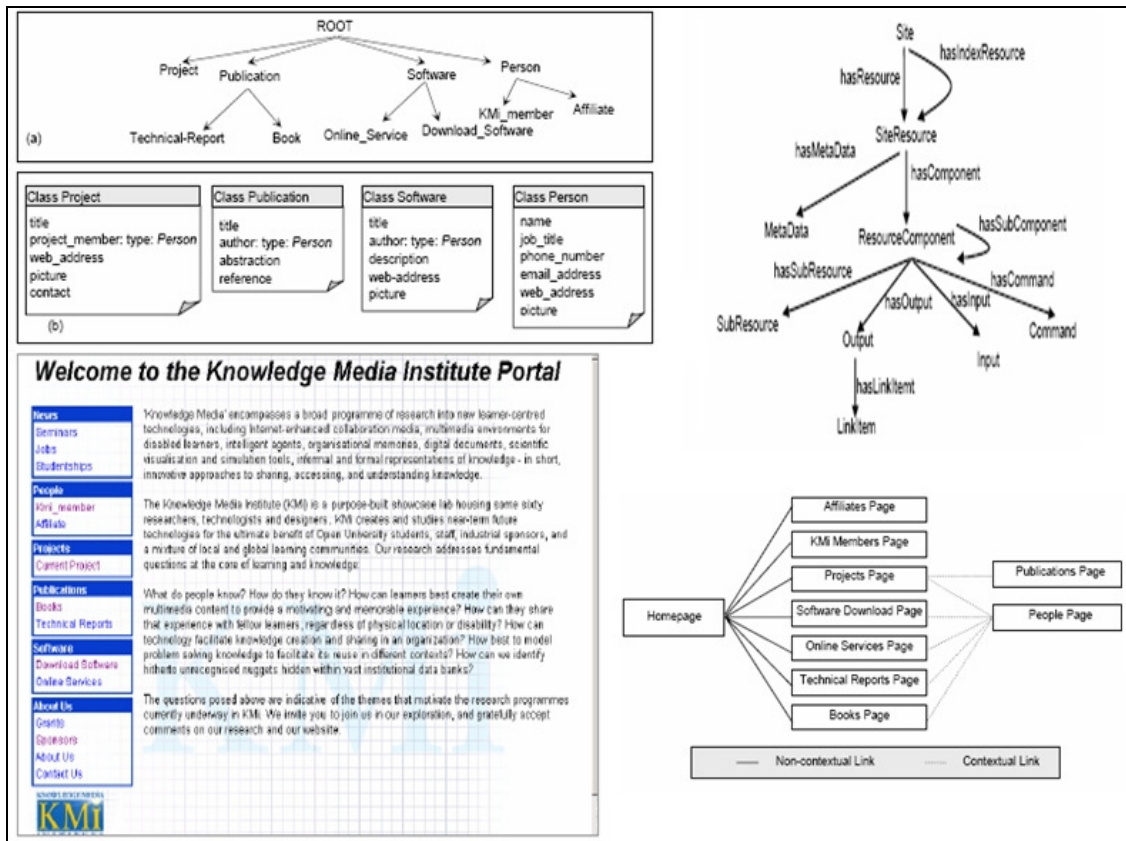 ROOT
Project
Publication
Software
Person
Technical-Report
Book
Online_Service
Download_Software
KMi_member
Affiliate
(a)
Class Project
title
project_member: type: Person
web_address
picture
contact
Class Publication
title
author: type: Person
abstraction
reference
Class Software
title
author: type: Person
description
web-address
picture
Class Person
name
job_title
phone_number
email_address
web_address
picture
(b)
Site
hasIndexResource
hasResource
SiteResource
hasMetaData
hasComponent
MetaData
hasSubComponent
ResourceComponent
hasSubResource
hasCommand
hasOutput
hasInput
SubResource
Output
Input
Command
hasLinkItemt
LinkItem
Welcome to the Knowledge Media Institute Portal
News
Seminars
Jobs
Studentships
People
Kmi_member
Affiliate
Projects
Current Project
Publications
Books
Technical Reports
Software
Download Software
Online Services
About Us
Grants
Sponsors
About Us
Contact Us
'Knowledge Media' encompasses a broad programme of research into new learner-centred
technologies, including Internet-enhanced collaboration media, multimedia environments for
disabled learners, intelligent agents, organisational memories, digital documents, scientific
visualisation and simulation tools, informal and formal representations of knowledge - in short,
innovative approaches to sharing, accessing, and understanding knowledge.
The Knowledge Media Institute (KMi) is a purpose-built showcase lab housing some sixty
researchers, technologists and designers. KMi creates and studies near-term future
technologies for the ultimate benefit of Open University students, staff, industrial sponsors, and
a mixture of local and global learning communities. Our research addresses fundamental
questions at the core of learning and knowledge:
What do people know? How do they know it? How can learners best create their own
multimedia content to provide a motivating and memorable experience? How can they share
that experience with fellow learners, regardless of physical location or disability? How can
technology facilitate knowledge creation and sharing in an organization? How best to model
problem solving knowledge to facilitate its reuse in different contexts? How can we identify
hitherto unrecognised nuggets hidden within vast institutional data banks?
The questions posed above are indicative of the themes that motivate the research programmes
currently underway in KMi. We invite you to join us in our exploration, and gratefully accept
comments on our research and our website.
KMi
KNOWLEDGE MEDIA
KMi
Homepage
Affiliates Page
KMi Members Page
Projects Page
Software Download Page
Online Services Page
Technical Reports Page
Books Page
Publications Page
People Page
Non-contextual Link
Contextual Link